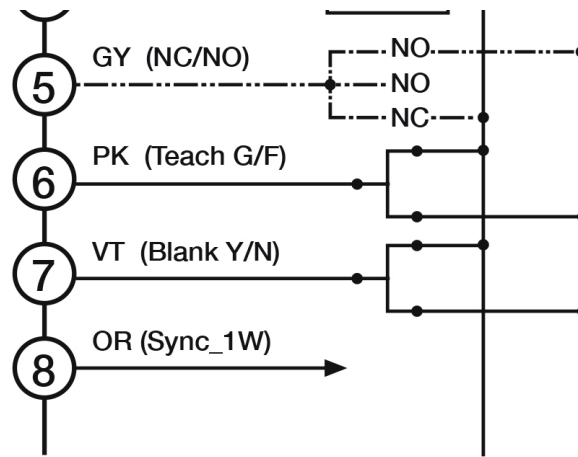 GY (NC/NO)
NO
5
NO
NC
PK (Teach G/F)
6
VT (Blank Y/N)
7
OR (Sync_1W)
8